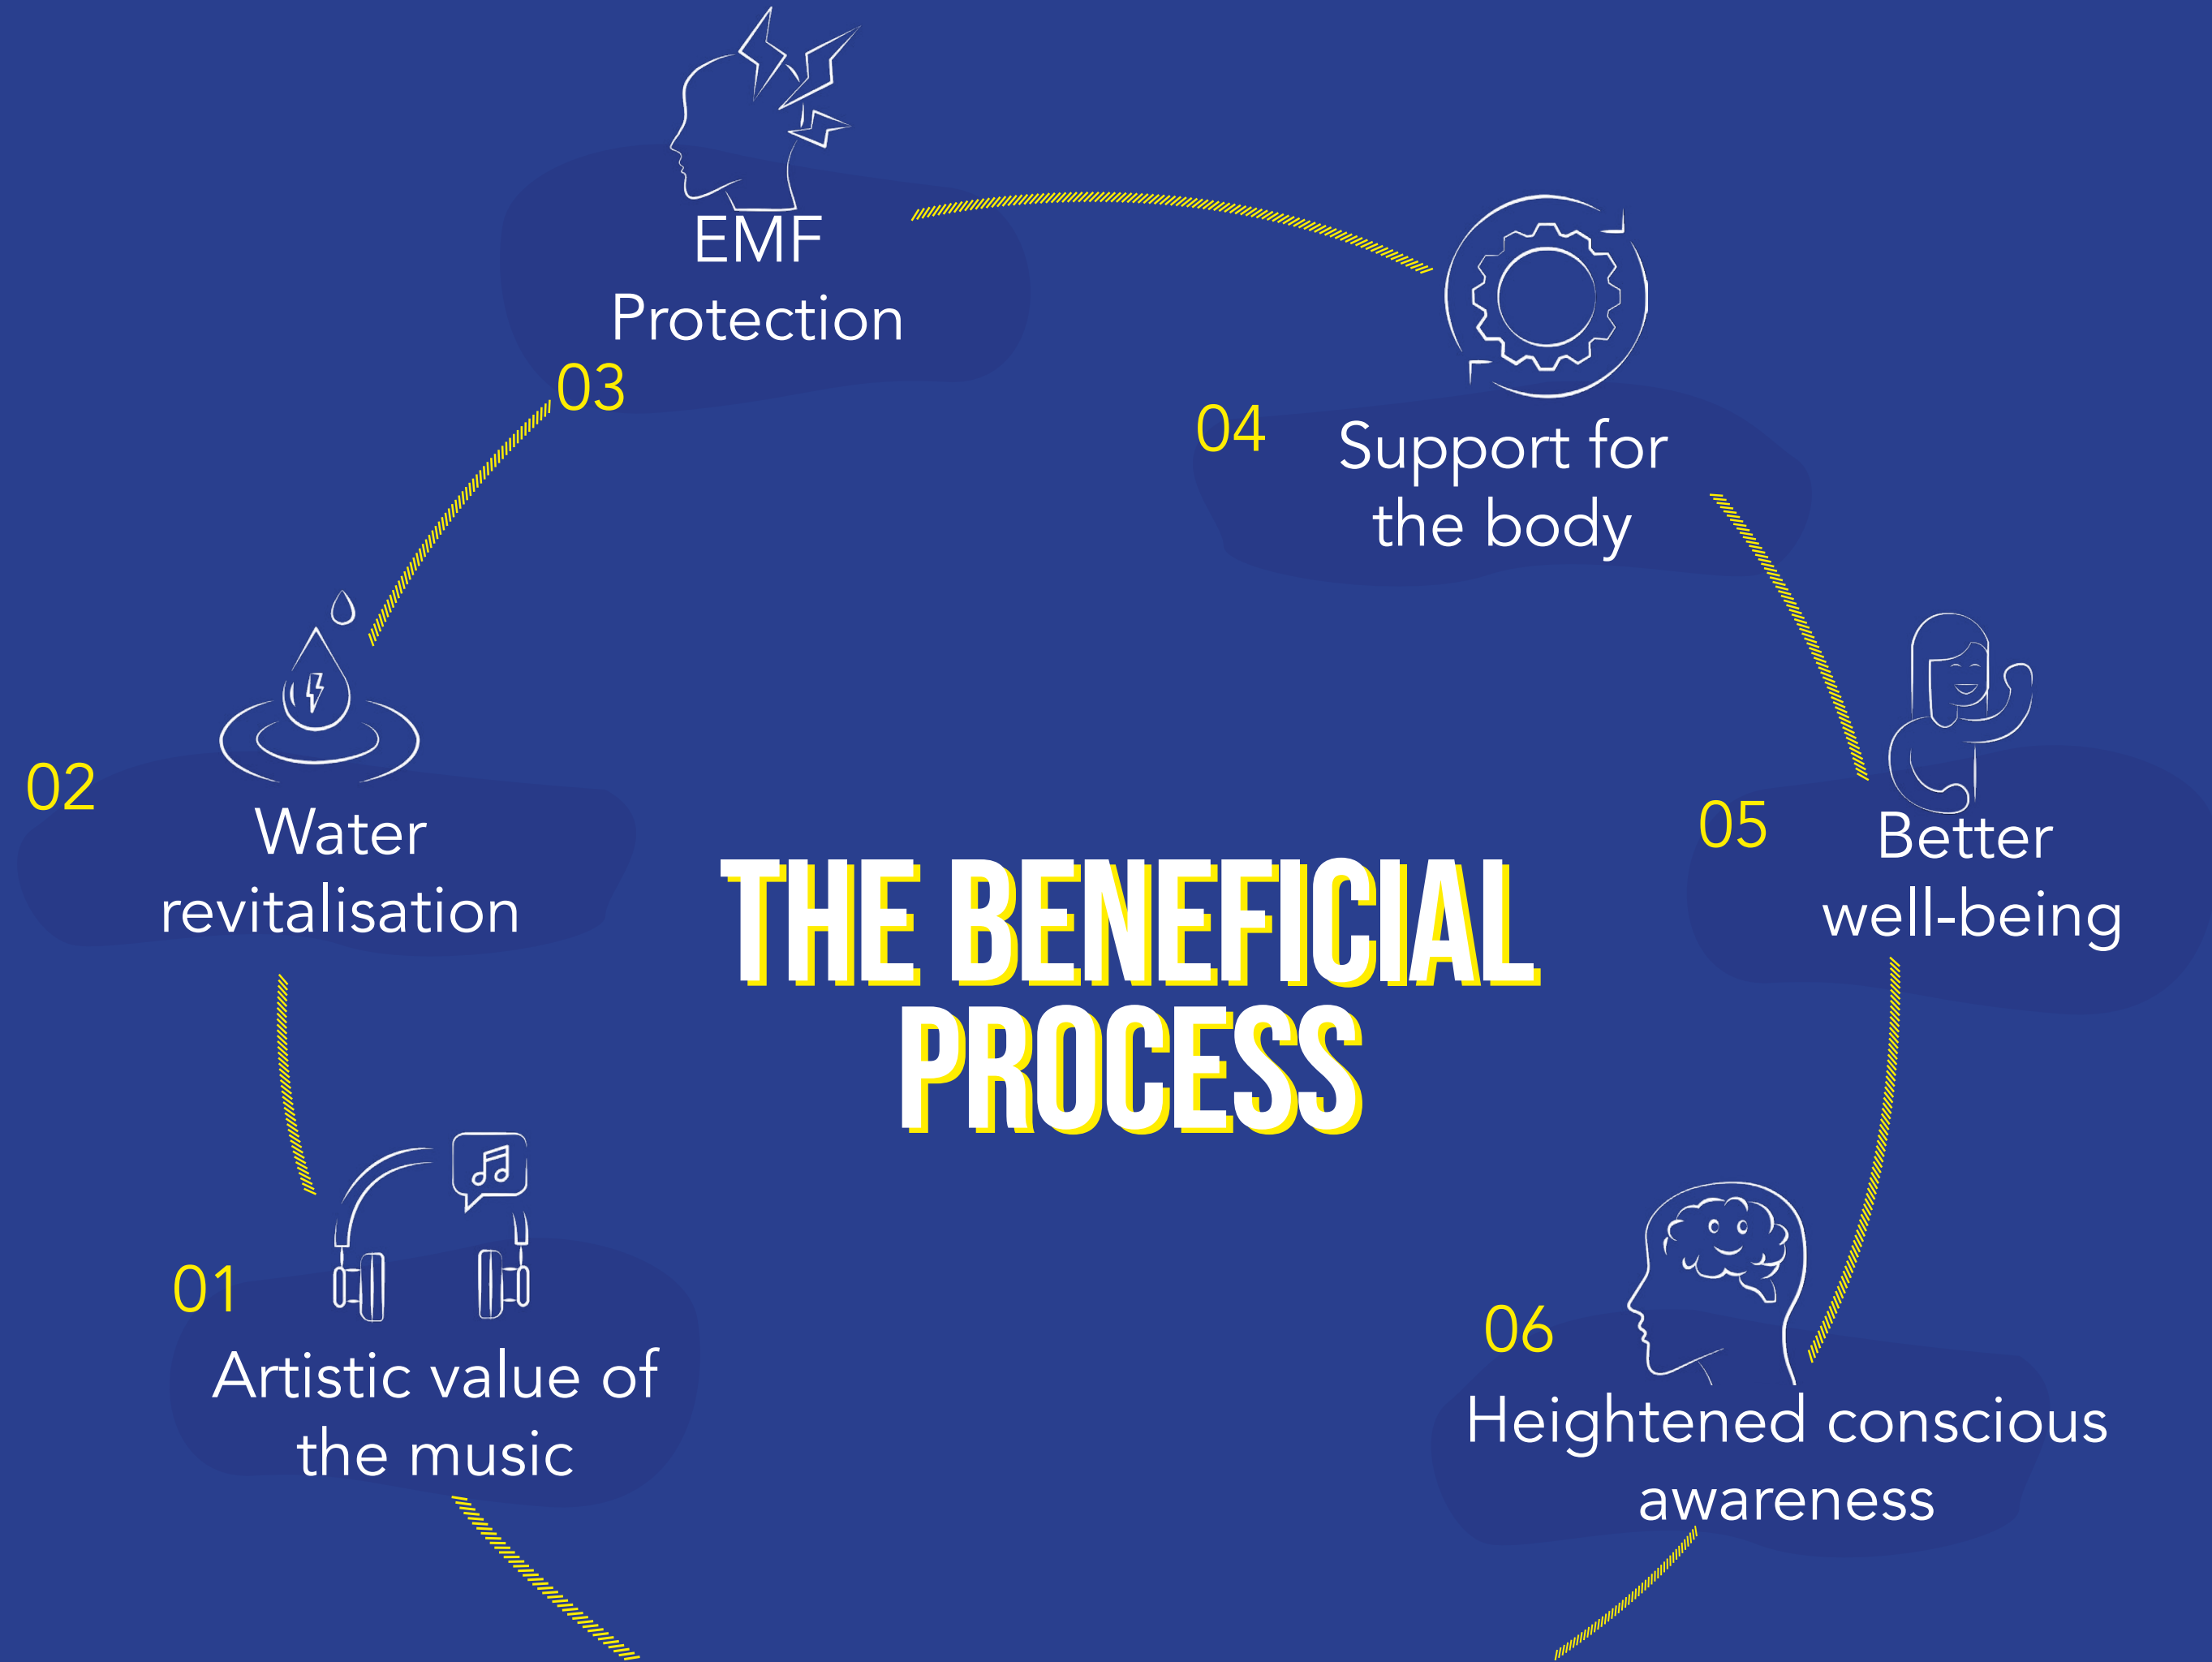 THE BENEFICIAL
PROCESS
01
Artistic value of
the music
02
Water
revitalisation
03
EMF
Protection
04
Support for
the body
05
Better
well-being
06
Heightened conscious
awareness